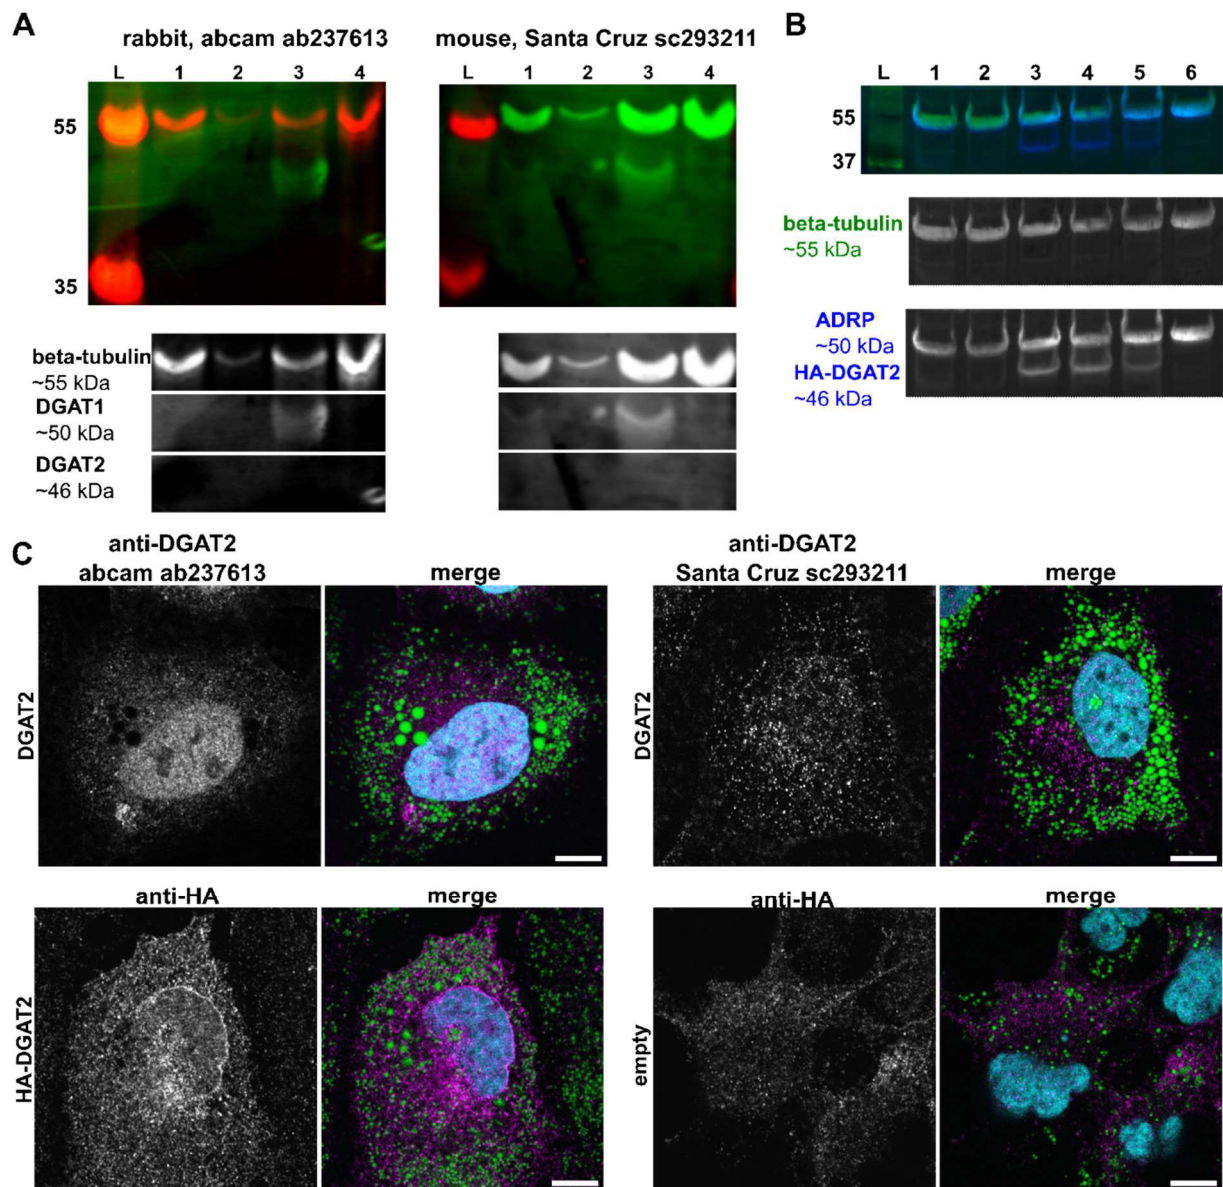 A
rabbit, abcam ab237613
mouse, Santa Cruz sc293211
L 1 2 3 4
L 1 2 3 4
55
35
beta-tubulin
~55 kDa
DGAT1
~50 kDa
DGAT2
~46 kDa
B
L 1 2 3 4 5 6
55
37
beta-tubulin
~55 kDa
ADRP
~50 kDa
HA-DGAT2
~46 kDa
C
anti-DGAT2
abcam ab237613
merge
anti-DGAT2
Santa Cruz sc293211
merge
DGAT2
DGAT2
anti-HA
merge
anti-HA
merge
HA-DGAT2
empty